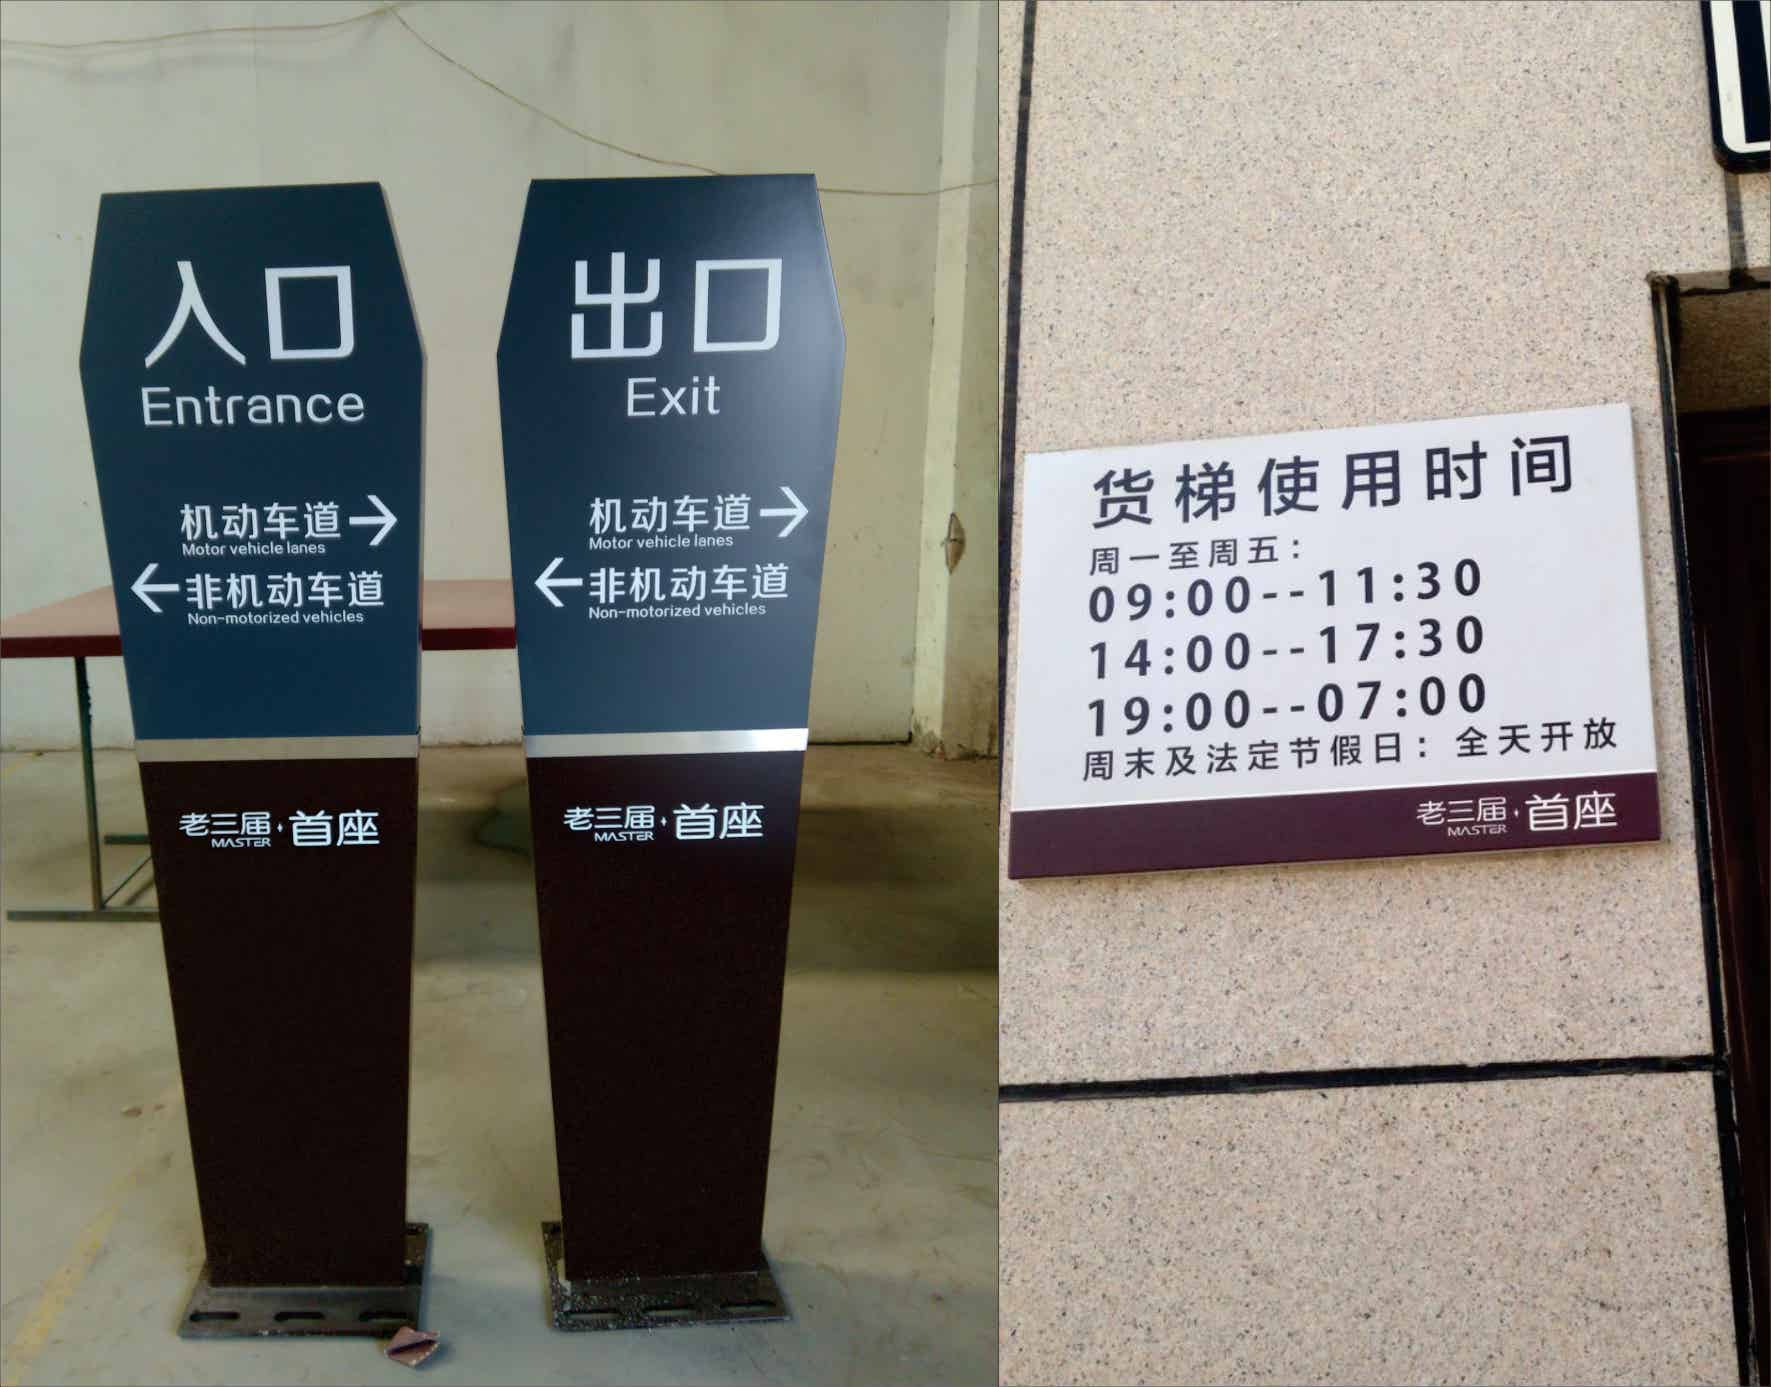 入口
Entrance
机动车道
Motor vehicle lanes
非机动车道
Non-motorized vehicles
老三届·首座
MASTER
出口
Exit
机动车道
Motor vehicle lanes
非机动车道
Non-motorized vehicles
老三届·首座
MASTER
货梯使用时间
周一至周五：
09:00--11:30
14:00--17:30
19:00--07:00
周末及法定节假日：全天开放
老三届·首座
MASTER